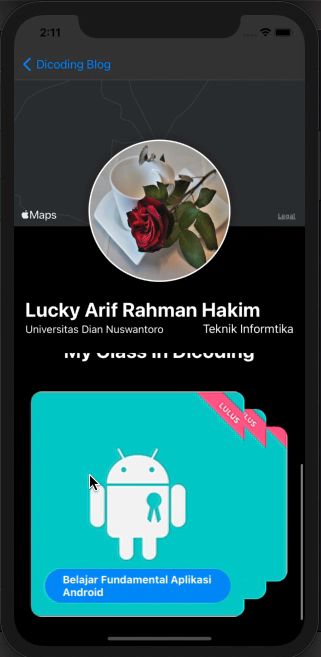 2:11
Dicoding Blog
Maps
Legal
Lucky Arif Rahman Hakim
Universitas Dian Nuswantoro
Teknik Informtika
My Class in Dicoding
LULUS
LUS
Belajar Fundamental Aplikasi
Android